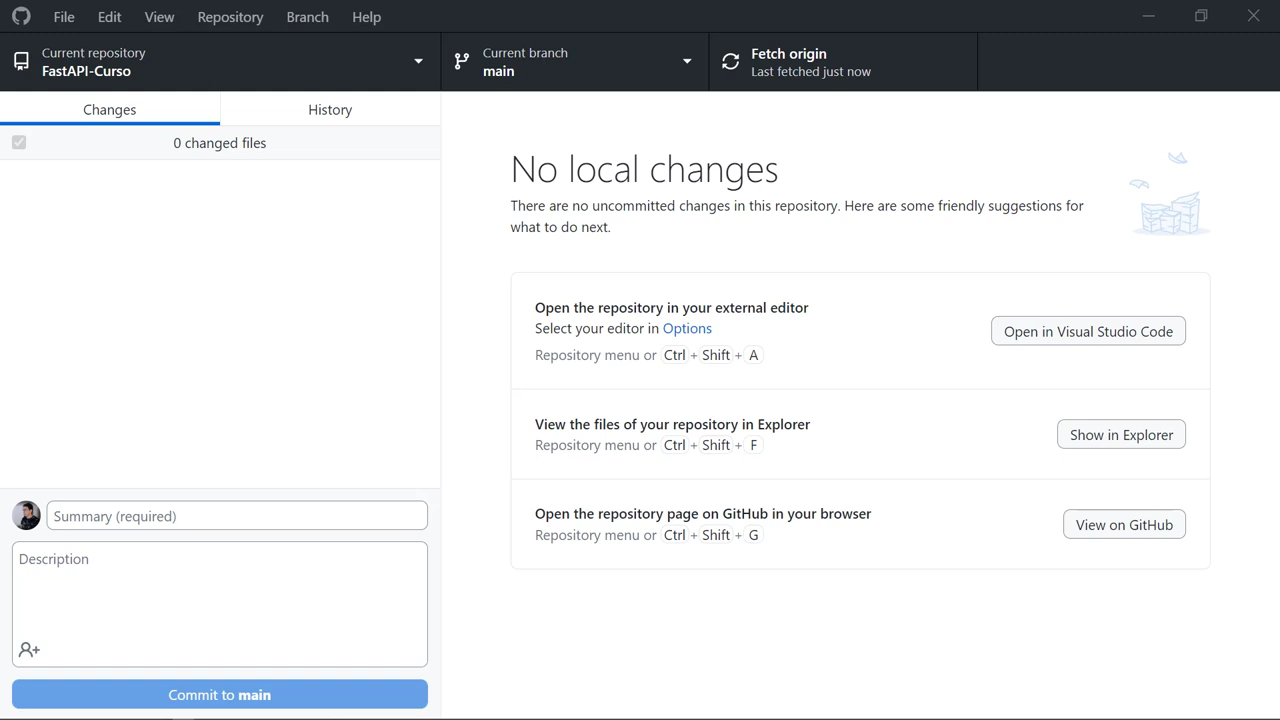 File Edit View Repository Branch Help
Current repository
FastAPI-Curso
Current branch
main
Fetch origin
Last fetched just now
Changes
History
0 changed files
No local changes
There are no uncommitted changes in this repository. Here are some friendly suggestions for
what to do next.
Open the repository in your external editor
Select your editor in Options
Repository menu or Ctrl + Shift + A
Open in Visual Studio Code
View the files of your repository in Explorer
Repository menu or Ctrl + Shift + F
Show in Explorer
Open the repository page on GitHub in your browser
Repository menu or Ctrl + Shift + G
View on GitHub
Summary (required)
Description
Commit to main